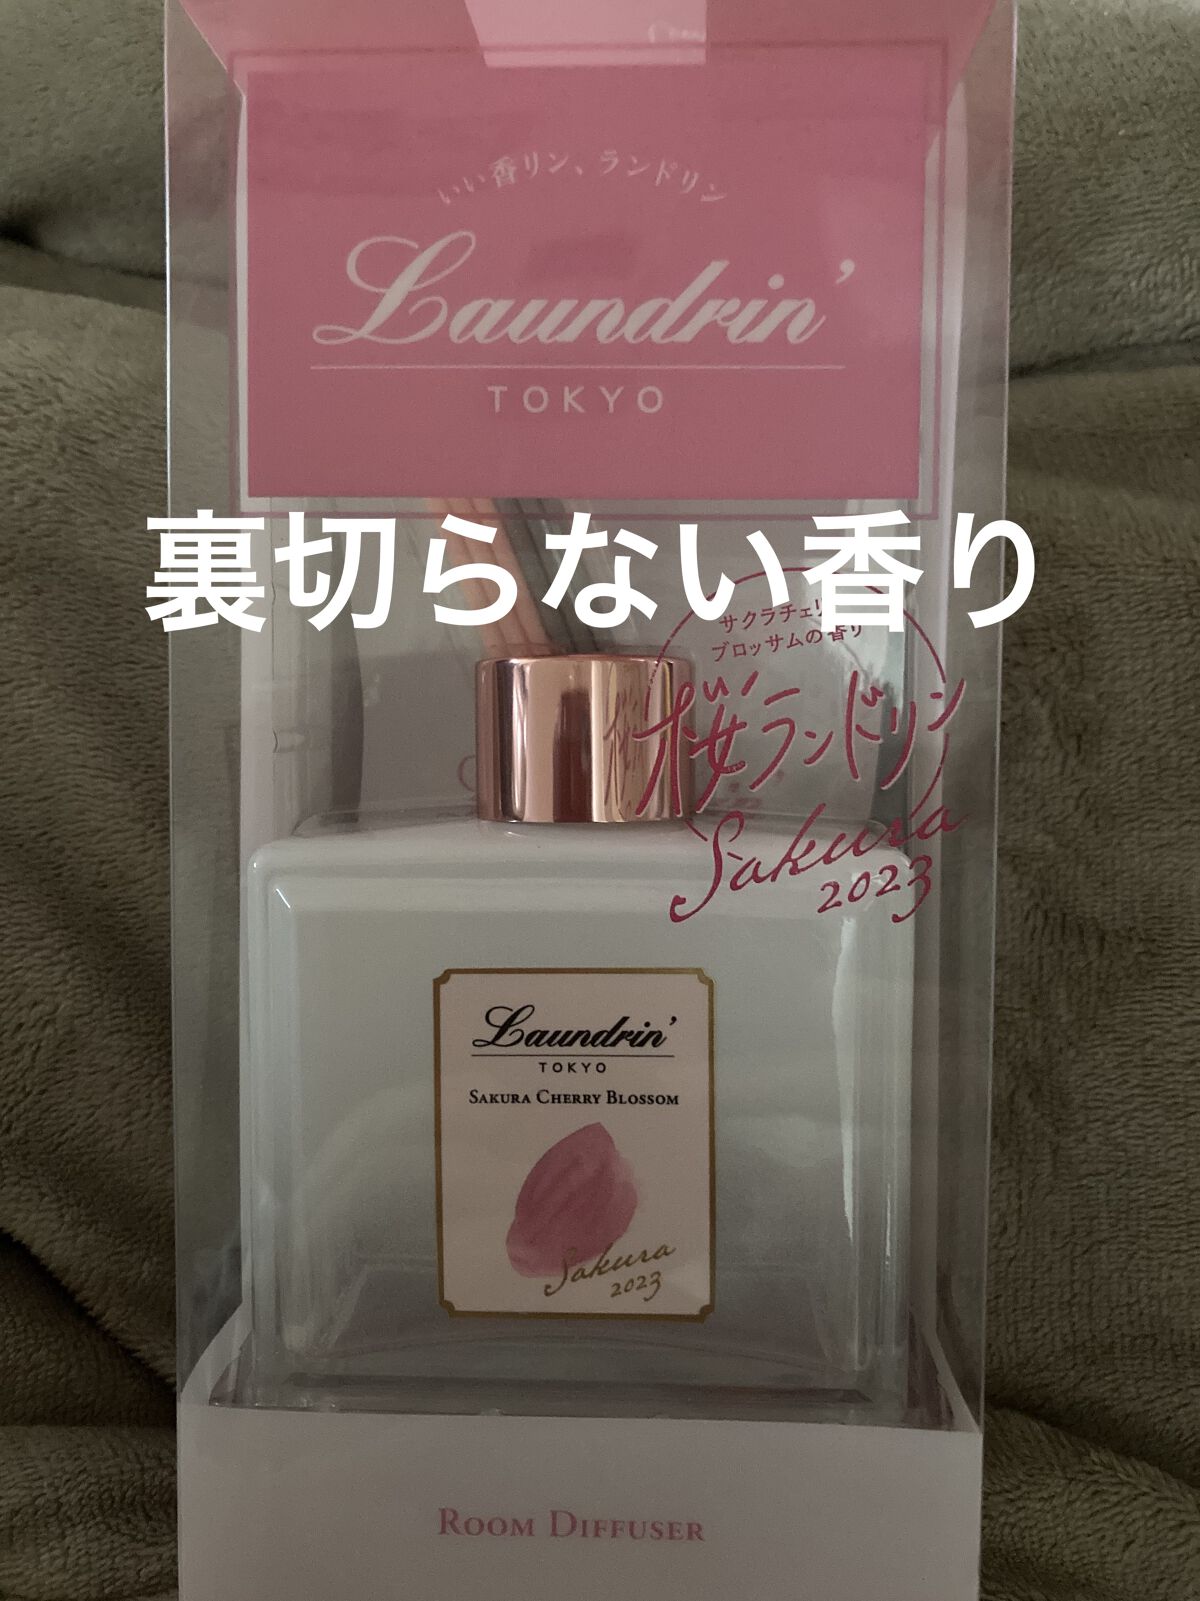 いい香リン、ランドリン
Laundrin'
TOKYO
裏切らない香り
サクラチェリ
ブロッサムの香り
桜ランドリン
Sakura
2023
Laundrin'
TOKYO
SAKURA CHERRY BLOSSOM
Sakura
2023
ROOM DIFFUSER